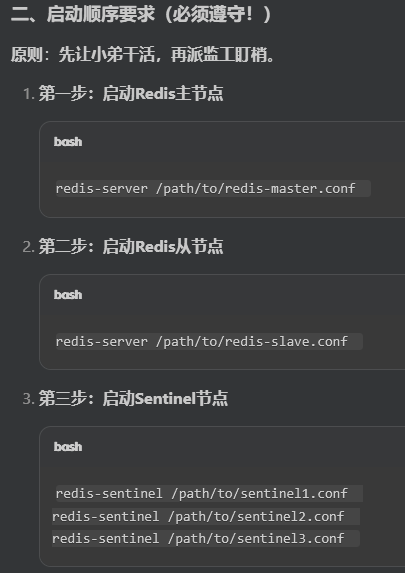 二、启动顺序要求（必须遵守！）
原则：先让小弟干活，再派监工盯梢。
1. 第一步：启动Redis主节点
bash
redis-server /path/to/redis-master.conf
2. 第二步：启动Redis从节点
bash
redis-server /path/to/redis-slave.conf
3. 第三步：启动Sentinel节点
bash
redis-sentinel /path/to/sentinel1.conf
redis-sentinel /path/to/sentinel2.conf
redis-sentinel /path/to/sentinel3.conf